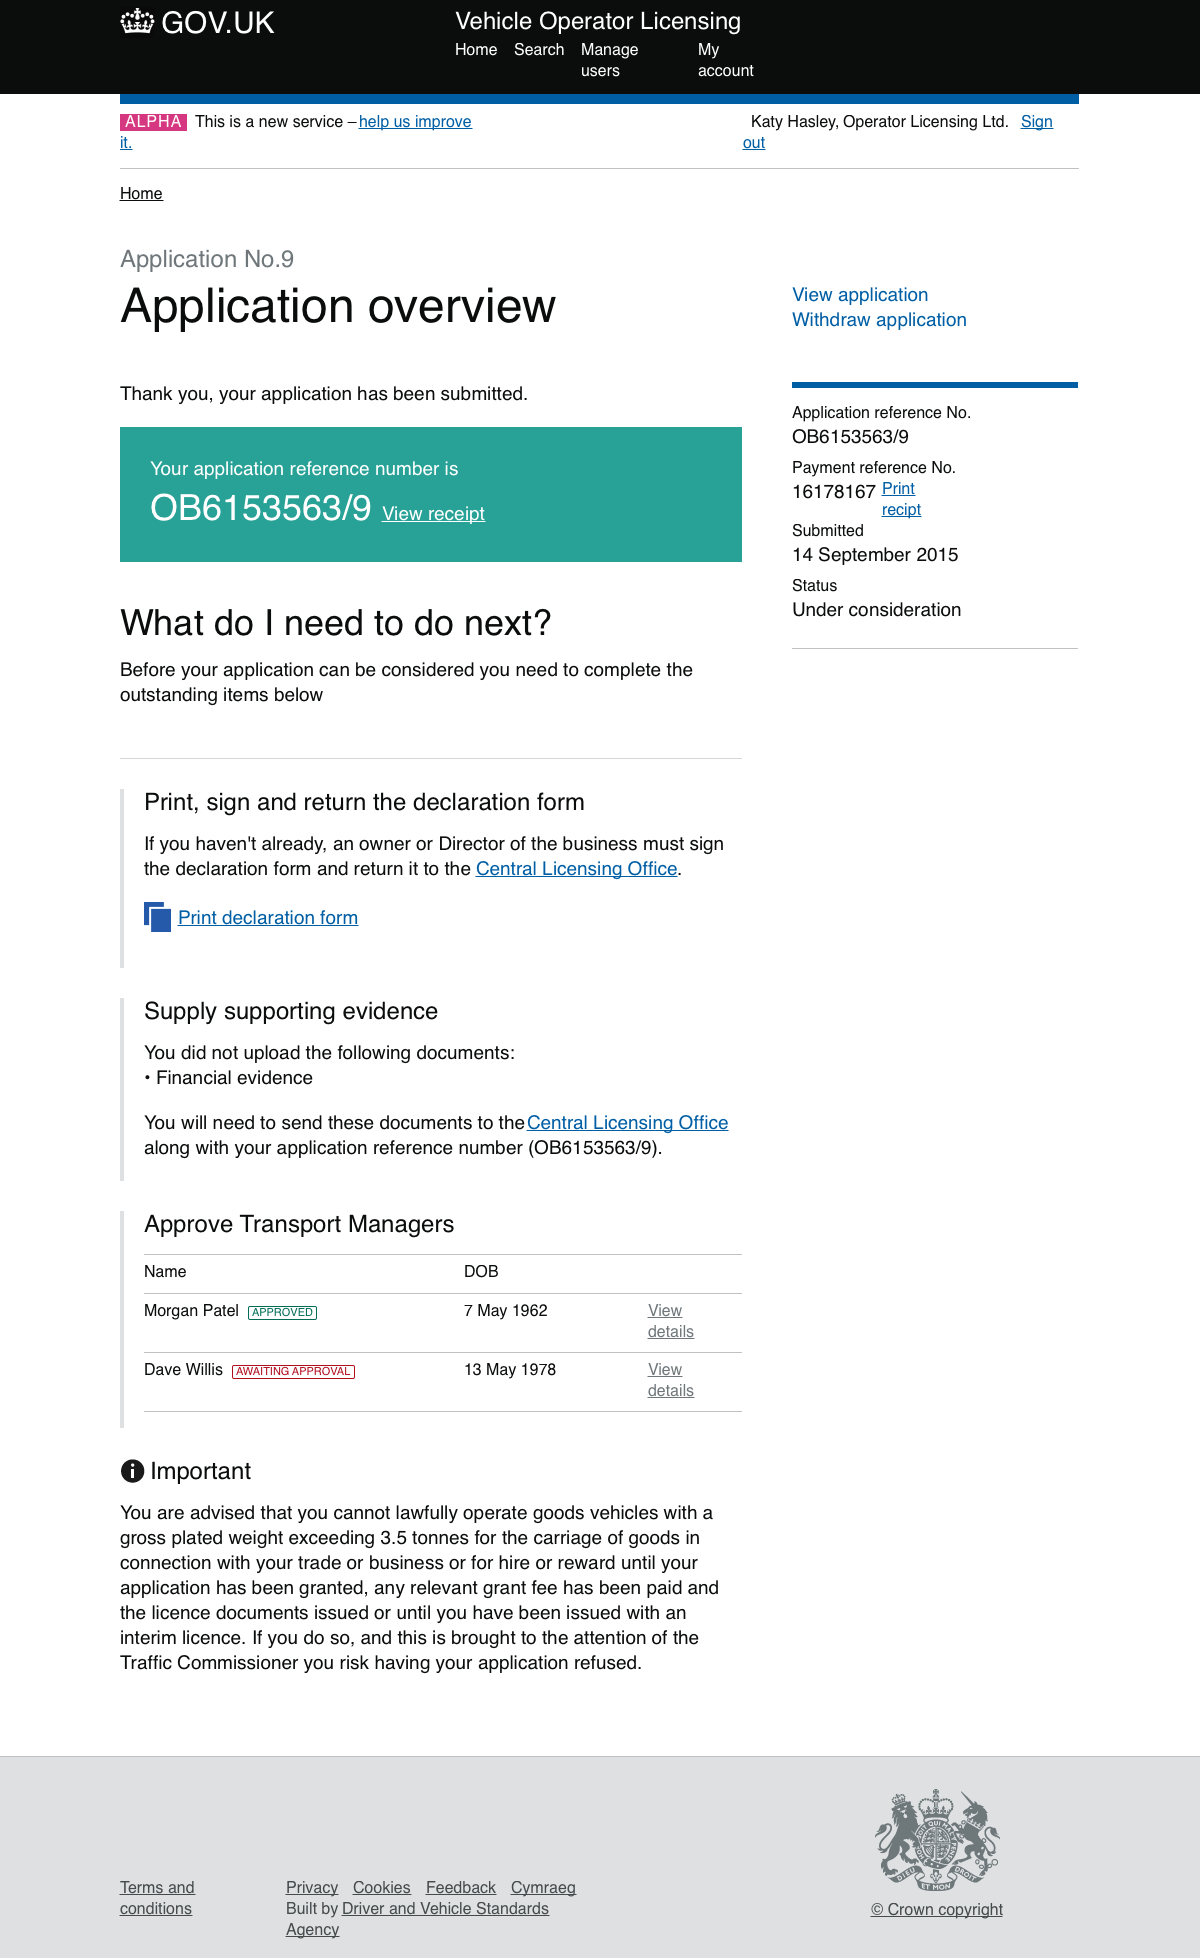 GOV.UK
Vehicle Operator Licensing
Home Search Manage users My account
ALPHA This is a new service – help us improve it.
Katy Hasley, Operator Licensing Ltd. Sign out
Home
Application No.9
Application overview
View application
Withdraw application
Thank you, your application has been submitted.
Your application reference number is
OB6153563/9 View receipt
Application reference No.
OB6153563/9
Payment reference No.
16178167 Print recipt
Submitted
14 September 2015
Status
Under consideration
What do I need to do next?
Before your application can be considered you need to complete the
outstanding items below
Print, sign and return the declaration form
If you haven't already, an owner or Director of the business must sign
the declaration form and return it to the Central Licensing Office.
Print declaration form
Supply supporting evidence
You did not upload the following documents:
• Financial evidence
You will need to send these documents to the Central Licensing Office
along with your application reference number (OB6153563/9).
Approve Transport Managers
Name DOB
Morgan Patel APPROVED 7 May 1962 View details
Dave Willis AWAITING APPROVAL 13 May 1978 View details
Important
You are advised that you cannot lawfully operate goods vehicles with a
gross plated weight exceeding 3.5 tonnes for the carriage of goods in
connection with your trade or business or for hire or reward until your
application has been granted, any relevant grant fee has been paid and
the licence documents issued or until you have been issued with an
interim licence. If you do so, and this is brought to the attention of the
Traffic Commissioner you risk having your application refused.
Terms and conditions
Privacy Cookies Feedback Cymraeg
Built by Driver and Vehicle Standards
Agency
© Crown copyright